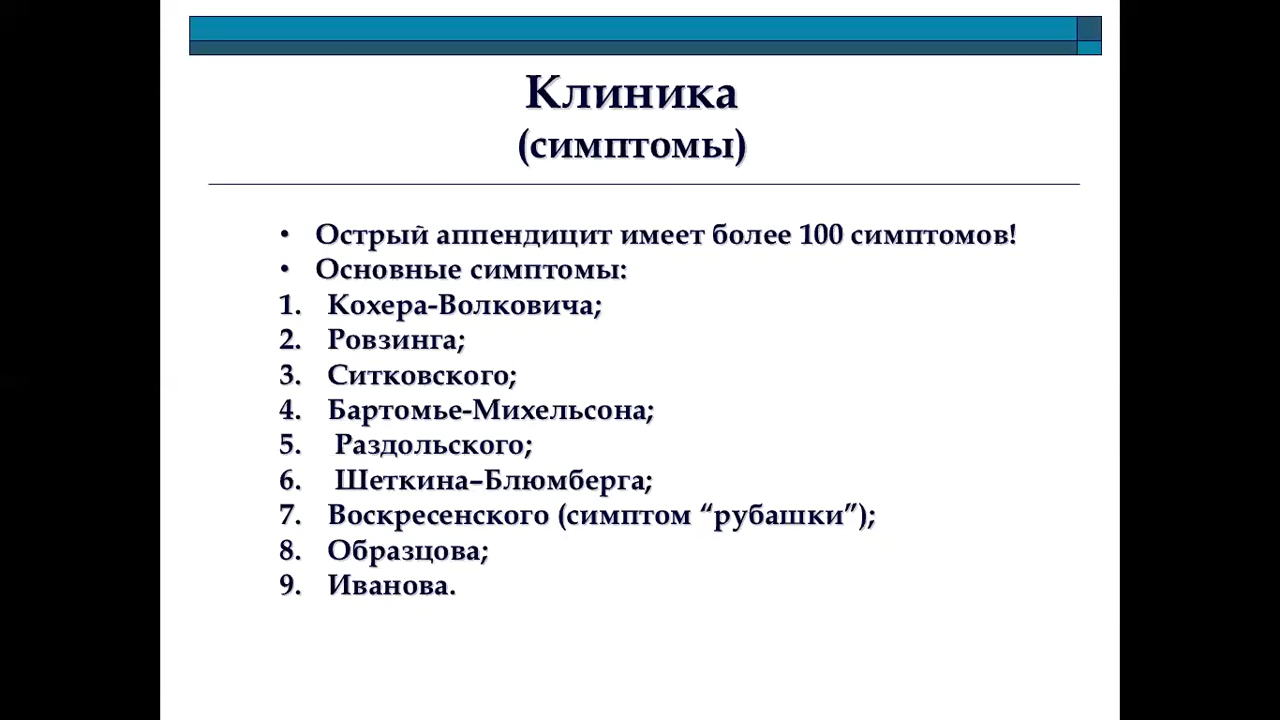 Клиника
(симптомы)
• Острый аппендицит имеет более 100 симптомов!
• Основные симптомы:
1. Кохера-Волковича;
2. Ровзинга;
3. Ситковского;
4. Бартомье-Михельсона;
5. Раздольского;
6. Шеткина–Блюмберга;
7. Воскресенского (симптом “рубашки”);
8. Образцова;
9. Иванова.